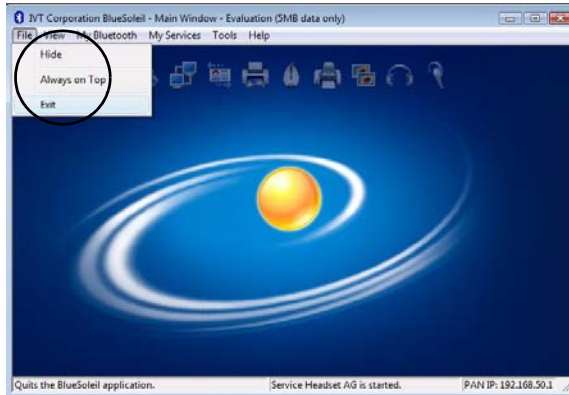 IVT Corporation BlueSoleil - Main Window - Evaluation (5MB data only)
File View My Bluetooth My Services Tools Help
Hide
Always on Top
Exit
Quits the BlueSoleil application. Service Headset AG is started. PAN IP: 192.168.50.1